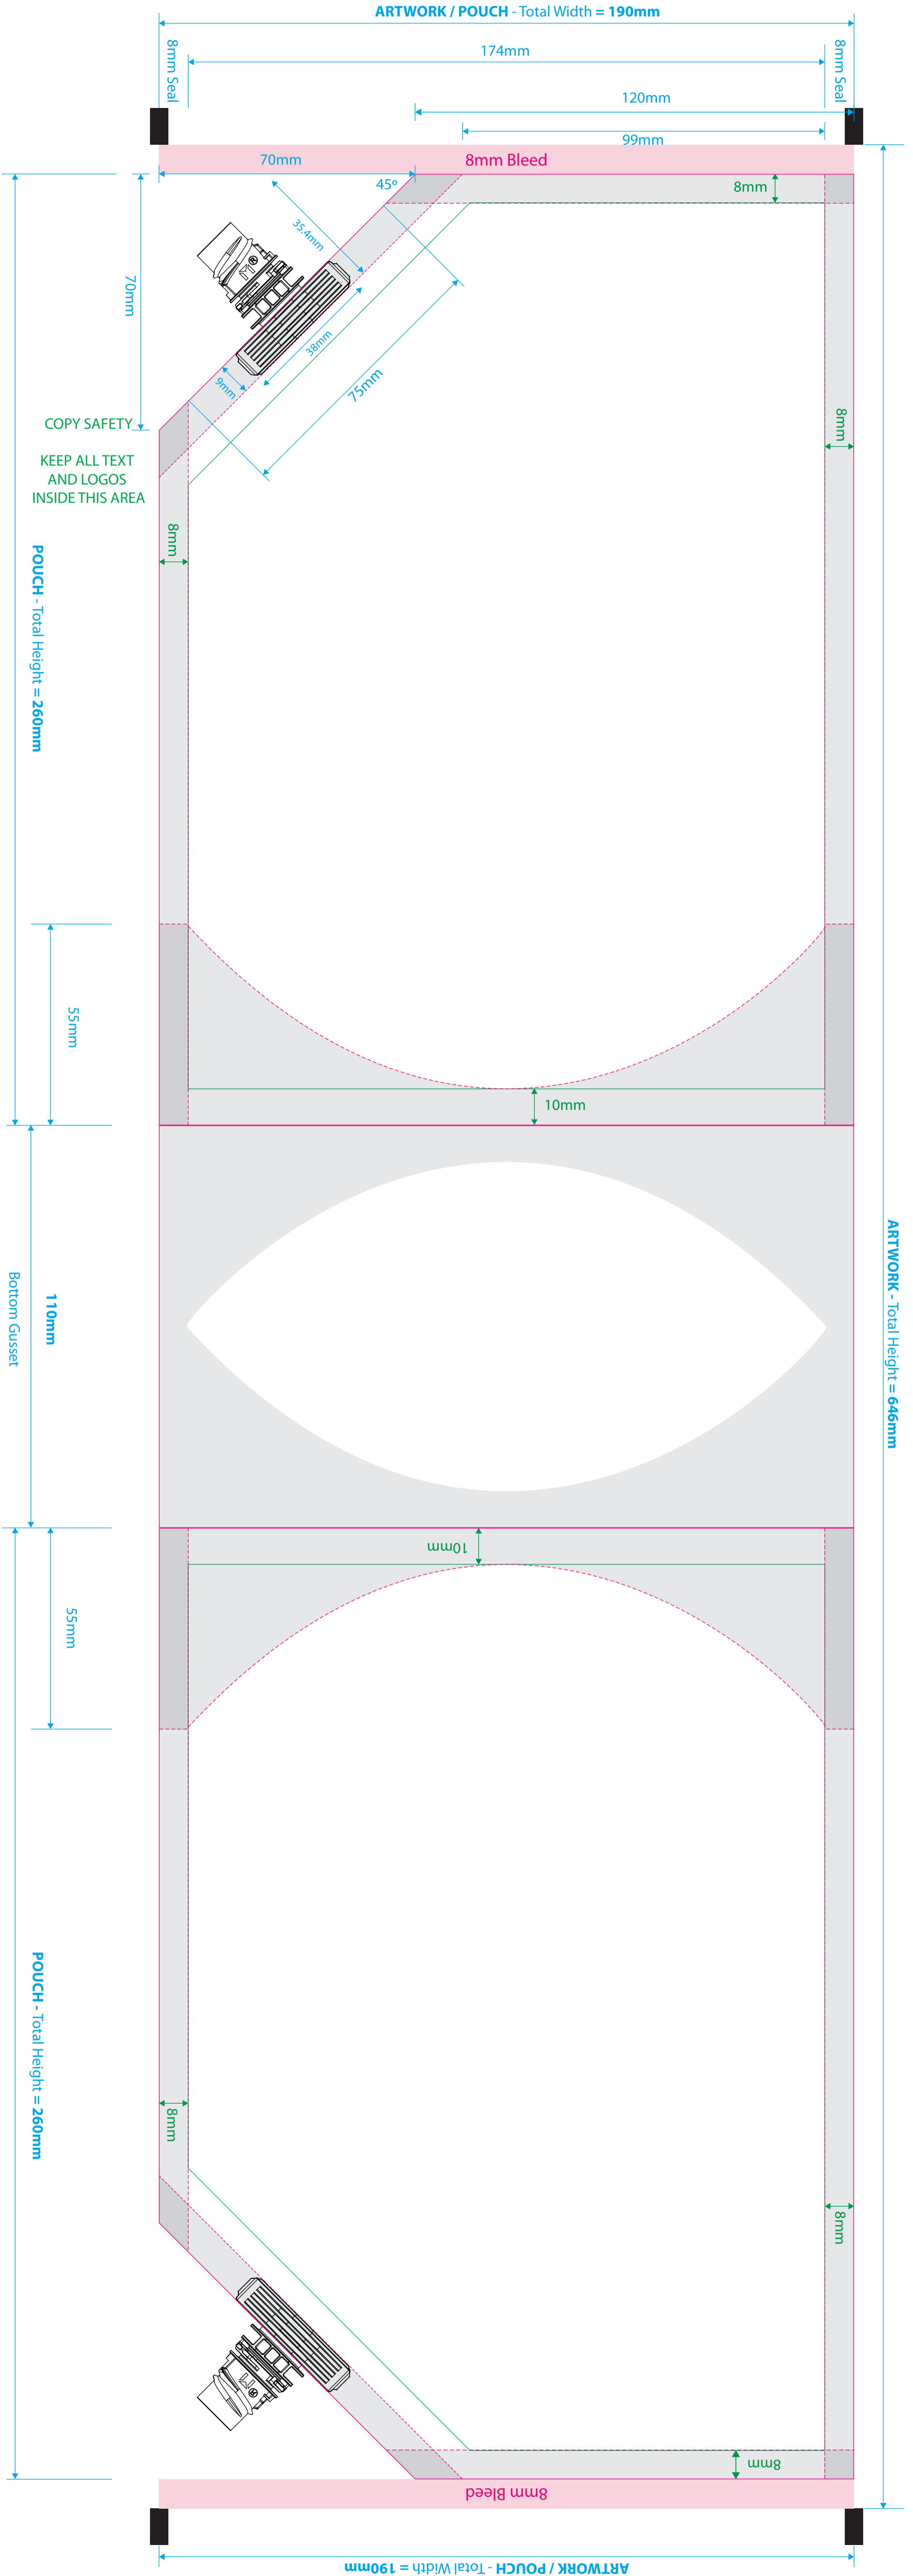 ARTWORK / POUCH - Total Width = 190mm
8mm Seal
174mm
8mm Seal
120mm
99mm
8mm Bleed
70mm
45º
8mm
35.4mm
70mm
38mm
9mm
75mm
COPY SAFETY
KEEP ALL TEXT
AND LOGOS
INSIDE THIS AREA
8mm
8mm
POUCH - Total Height = 260mm
55mm
10mm
110mm
Bottom Gusset
ARTWORK - Total Height = 646mm
10mm
55mm
POUCH - Total Height = 260mm
8mm
8mm
8mm
8mm Bleed
ARTWORK / POUCH - Total Width = 190mm